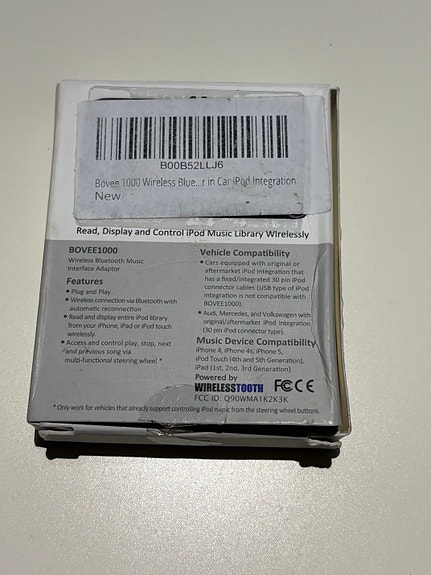 B00B52LLJ6
Bovee 1000 Wireless Blue...r in Car iPod Integration
New
Read, Display and Control iPod Music Library Wirelessly
BOVEE1000
Wireless Bluetooth Music
Interface Adaptor
Features
• Plug and Play
• Wireless connection via Bluetooth with
automatic reconnection
• Read and display entire iPod library
from your iPhone, iPAD or iPod touch
wirelessly.
• Access and control play, stop, next
and previous song via
multi-functional steering wheel. *
Vehicle Compatibility
• Cars equipped with original or
aftermarket iPod integration that
has a fixed/integrated 30 pin iPod
connector cables (USB type of iPod
integration is not compatible with
BOVEE1000).
• Audi, Mercedes, and Volkswagen with
original/aftermarket iPod integration
(30 pin iPod connector type).
Music Device Compatibility
iPhone 4, iPhone 4s, iPhone 5,
iPod Touch (4th and 5th Generation),
iPad (1st, 2nd, 3rd Generation)
Powered by
WIRELESSTOOTH FC CE
FCC ID: Q90WMA1K2K3K
* Only work for vehicles that already support controlling iPod music from the steering wheel buttons.